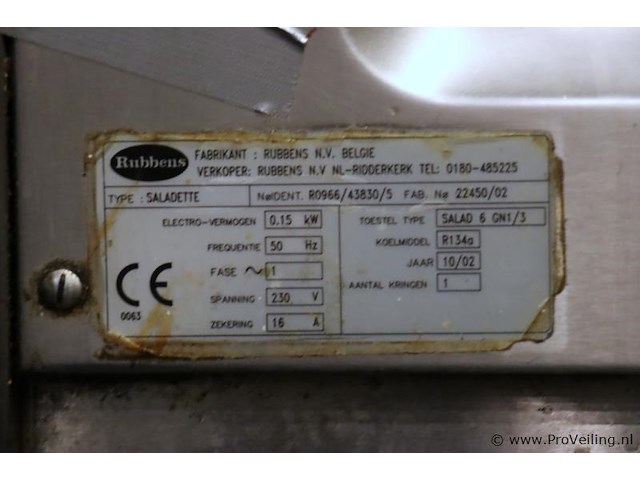 Rubbens
FABRIKANT : RUBBENS N.V. BELGIE
VERKOPER: RUBBENS N.V NL-RIDDERKERK TEL: 0180-485225
TYPE : SALADETTE
NºIDENT. R0966/43830/5 FAB. Nº 22450/02
ELECTRO-VERMOGEN 0.15 kW
FREQUENTIE 50 Hz
FASE ~ 1
SPANNING 230 V
ZEKERING 16 A
CE
0063
TOESTEL TYPE SALAD 6 GN1/3
KOELMIDDEL R134a
JAAR 10/02
AANTAL KRINGEN 1
© www.ProVeiling.nl